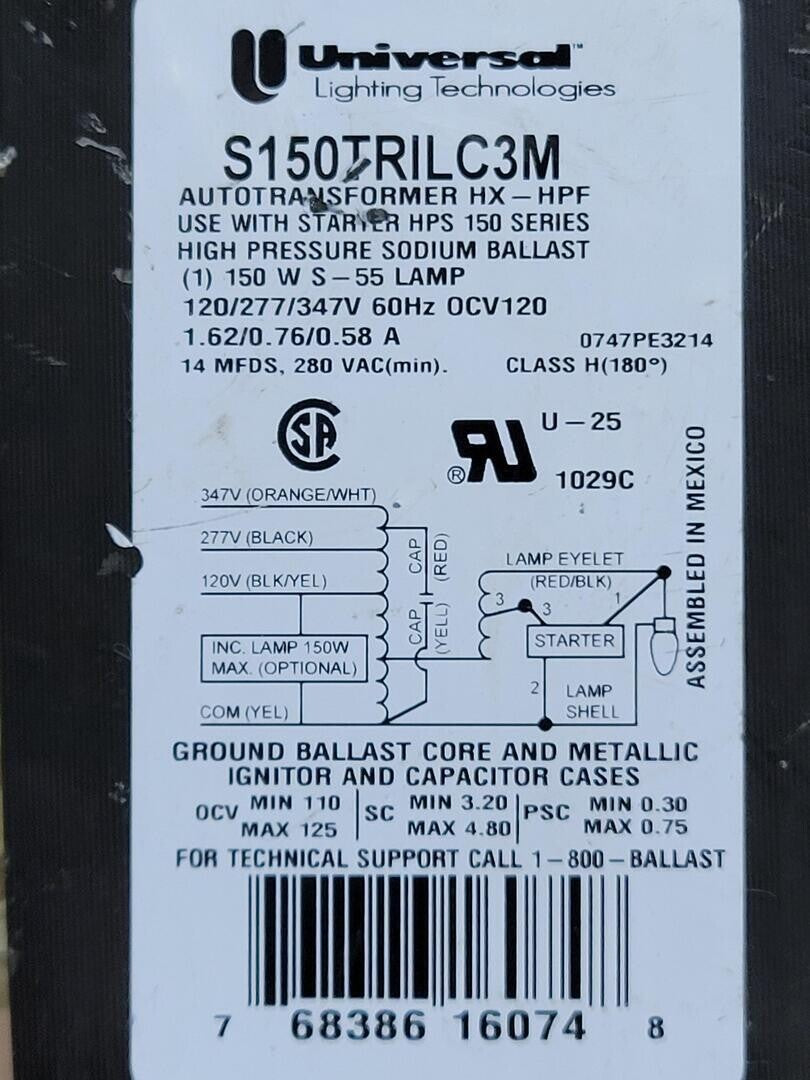 Universal™
Lighting Technologies
S150TRILC3M
AUTOTRANSFORMER HX – HPF
USE WITH STARTER HPS 150 SERIES
HIGH PRESSURE SODIUM BALLAST
(1) 150 W S – 55 LAMP
120/277/347V 60Hz OCV120
1.62/0.76/0.58 A 0747PE3214
14 MFDS, 280 VAC(min). CLASS H(180°)
SA
®RU U – 25
1029C
ASSEMBLED IN MEXICO
347V (ORANGE/WHT)
277V (BLACK)
120V (BLK/YEL)
INC. LAMP 150W
MAX. (OPTIONAL)
COM (YEL)
CAP (RED)
CAP (YELL)
LAMP EYELET
(RED/BLK)
3 3 1
STARTER
2 LAMP
SHELL
GROUND BALLAST CORE AND METALLIC
IGNITOR AND CAPACITOR CASES
OCV MIN 110 SC MIN 3.20 PSC MIN 0.30
MAX 125 MAX 4.80 MAX 0.75
FOR TECHNICAL SUPPORT CALL 1 – 800 – BALLAST
7 68386 16074 8